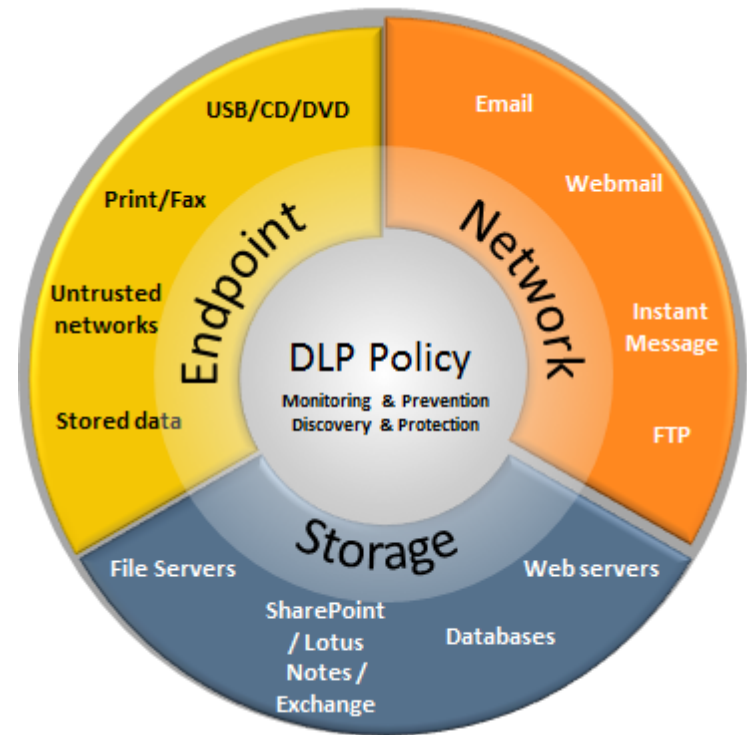 USB/CD/DVD
Print/Fax
Untrusted
networks
Stored data
Endpoint
Email
Webmail
Instant
Message
FTP
Network
DLP Policy
Monitoring & Prevention
Discovery & Protection
Storage
File Servers
SharePoint
/ Lotus
Notes /
Exchange
Databases
Web servers